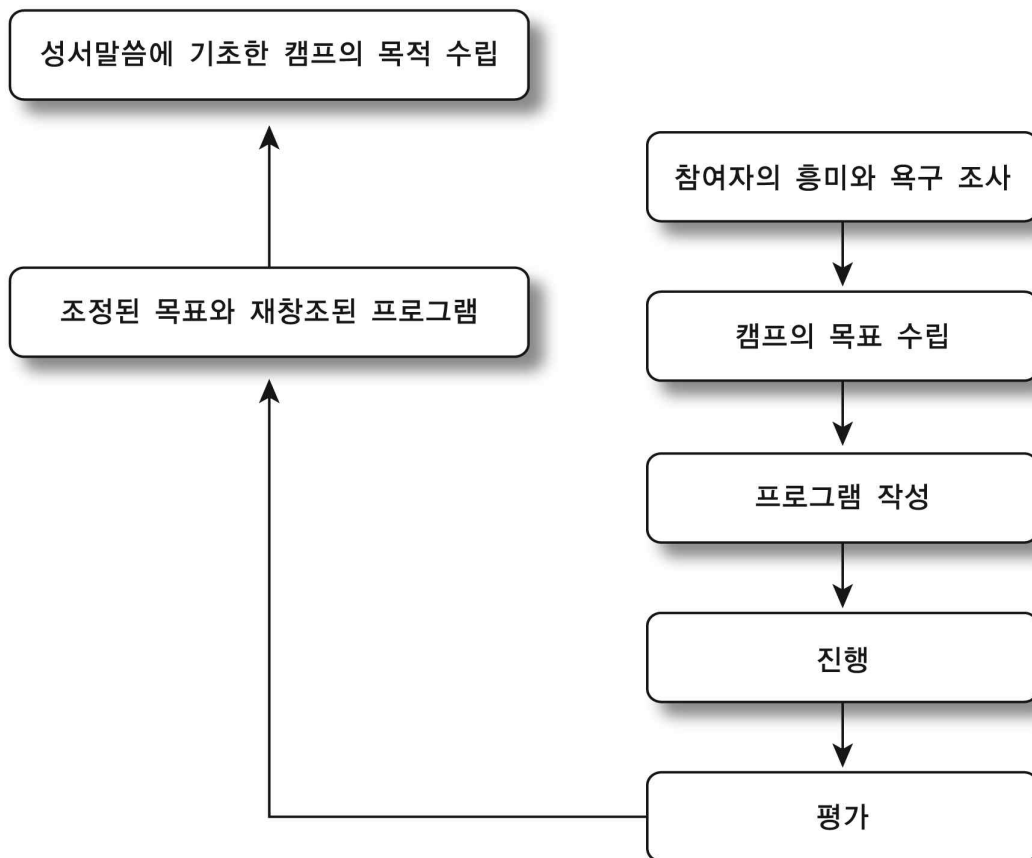 성서말씀에 기초한 캠프의 목적 수립
참여자의 흥미와 욕구 조사
조정된 목표와 재창조된 프로그램
캠프의 목표 수립
프로그램 작성
진행
평가